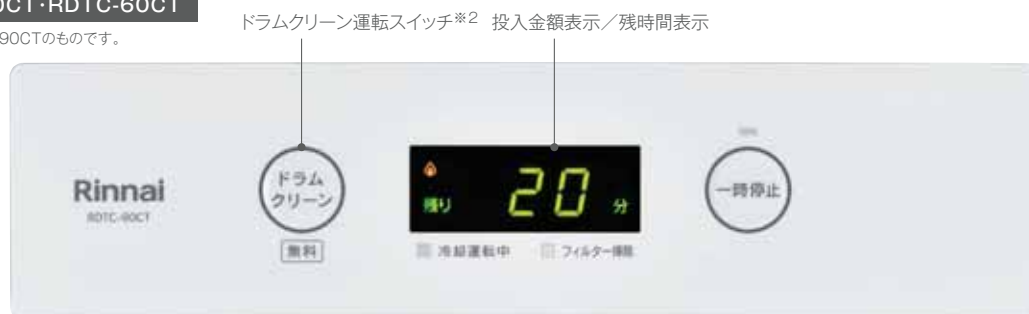 0CT・RDTC-60CT
90CTのものです。
ドラムクリーン運転スイッチ※2
投入金額表示／残時間表示
Rinnai
RDTC-90CT
ドラム
クリーン
無料
残り 20 分
冷却運転中
フィルター掃除
一時停止